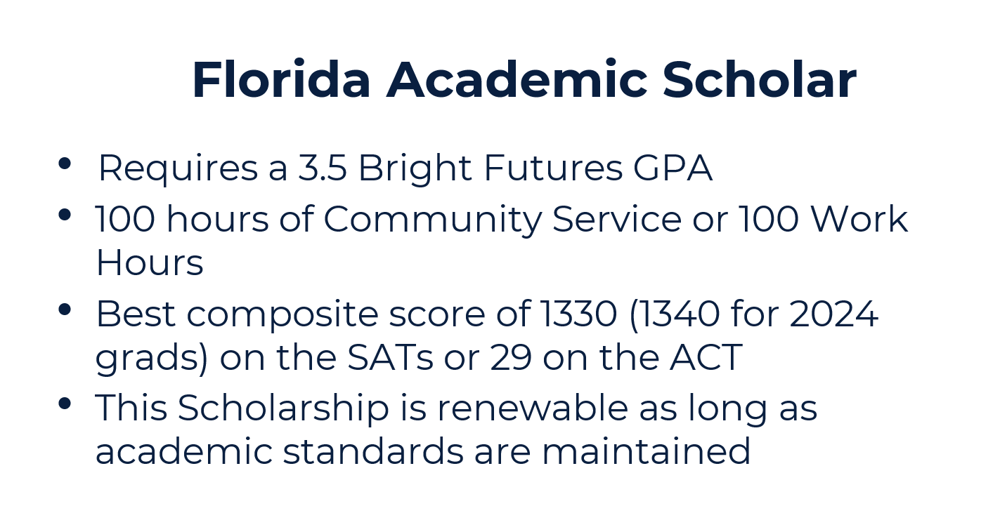 Florida Academic Scholar
• Requires a 3.5 Bright Futures GPA
• 100 hours of Community Service or 100 Work
Hours
• Best composite score of 1330 (1340 for 2024
grads) on the SATs or 29 on the ACT
• This Scholarship is renewable as long as
academic standards are maintained